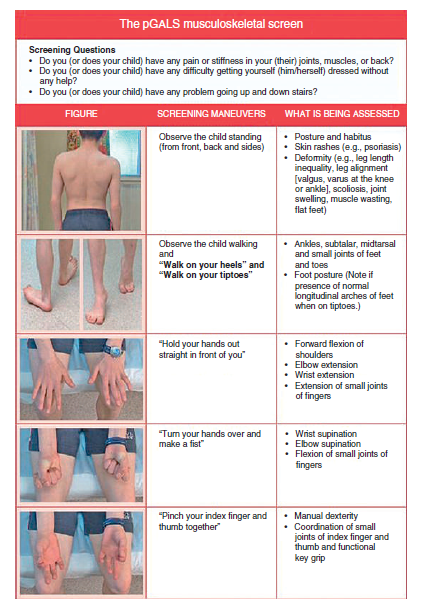 The pGALS musculoskeletal screen
Screening Questions
• Do you (or does your child) have any pain or stiffness in your (their) joints, muscles, or back?
• Do you (or does your child) have any difficulty getting yourself (him/herself) dressed without
any help?
• Do you (or does your child) have any problem going up and down stairs?
FIGURE
SCREENING MANEUVERS
WHAT IS BEING ASSESSED
Observe the child standing
(from front, back and sides)
• Posture and habitus
• Skin rashes (e.g., psoriasis)
• Deformity (e.g., leg length
inequality, leg alignment
[valgus, varus at the knee
or ankle], scoliosis, joint
swelling, muscle wasting,
flat feet)
Observe the child walking
and
“Walk on your heels” and
“Walk on your tiptoes”
• Ankles, subtalar, midtarsal
and small joints of feet
and toes
• Foot posture (Note if
presence of normal
longitudinal arches of feet
when on tiptoes.)
“Hold your hands out
straight in front of you”
• Forward flexion of
shoulders
• Elbow extension
• Wrist extension
• Extension of small joints
of fingers
“Turn your hands over and
make a fist”
• Wrist supination
• Elbow supination
• Flexion of small joints of
fingers
“Pinch your index finger and
thumb together”
• Manual dexterity
• Coordination of small
joints of index finger and
thumb and functional
key grip